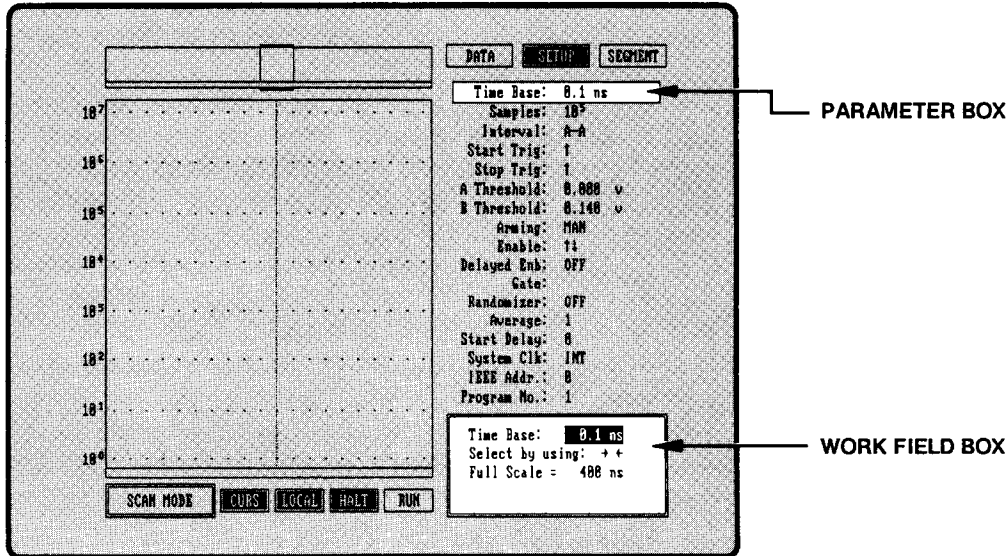 DATA SETUP SEGMENT
Time Base: 0.1 ns
PARAMETER BOX
Samples: 10⁵
Interval: A-A
Start Trig: ↑
Stop Trig: ↑
A Threshold: 0.000 v
B Threshold: 0.140 v
Arming: MAN
Enable: ↑↓
Delayed Enb: OFF
Gate:
Randomizer: OFF
Average: 1
Start Delay: 0
System Clk: INT
IEEE Addr.: 0
Program No.: 1
10⁷
10⁶
10⁵
10⁴
10³
10²
10¹
10⁰
Time Base: 0.1 ns
Select by using: → ←
Full Scale = 400 ns
WORK FIELD BOX
SCAN MODE CURS LOCAL HALT RUN